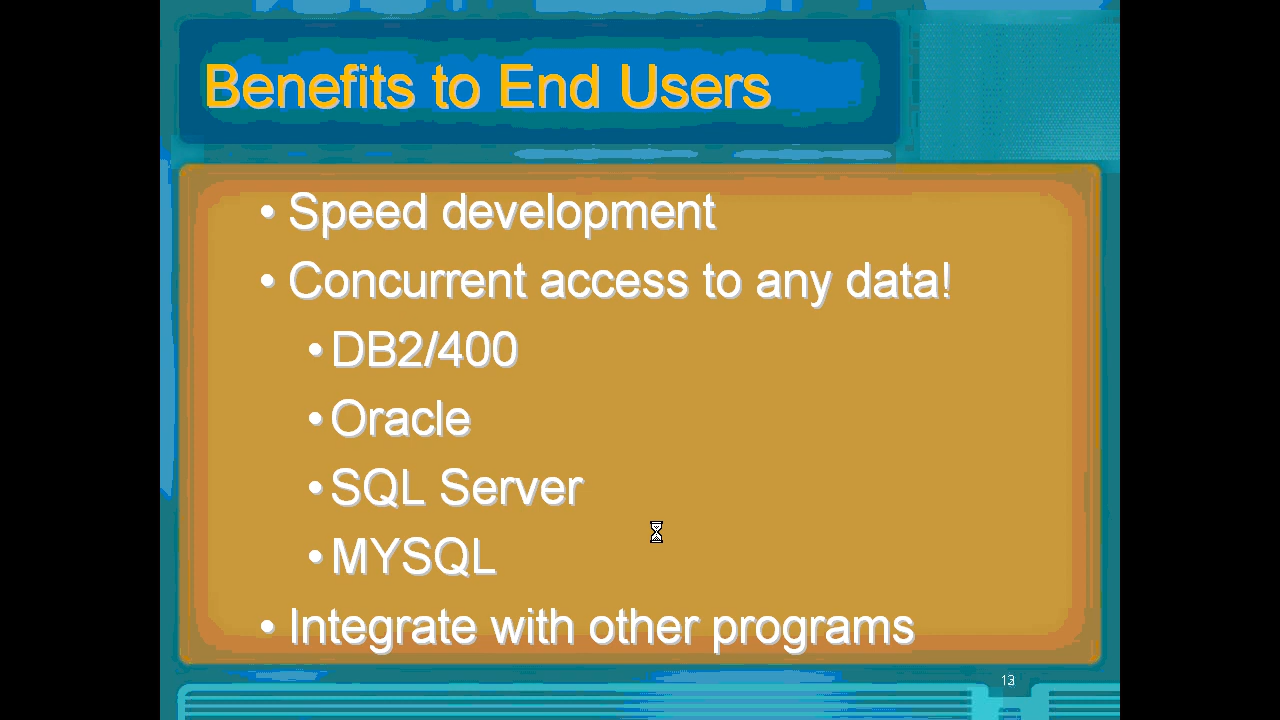 Benefits to End Users
• Speed development
• Concurrent access to any data!
• DB2/400
• Oracle
• SQL Server
• MYSQL
• Integrate with other programs
13